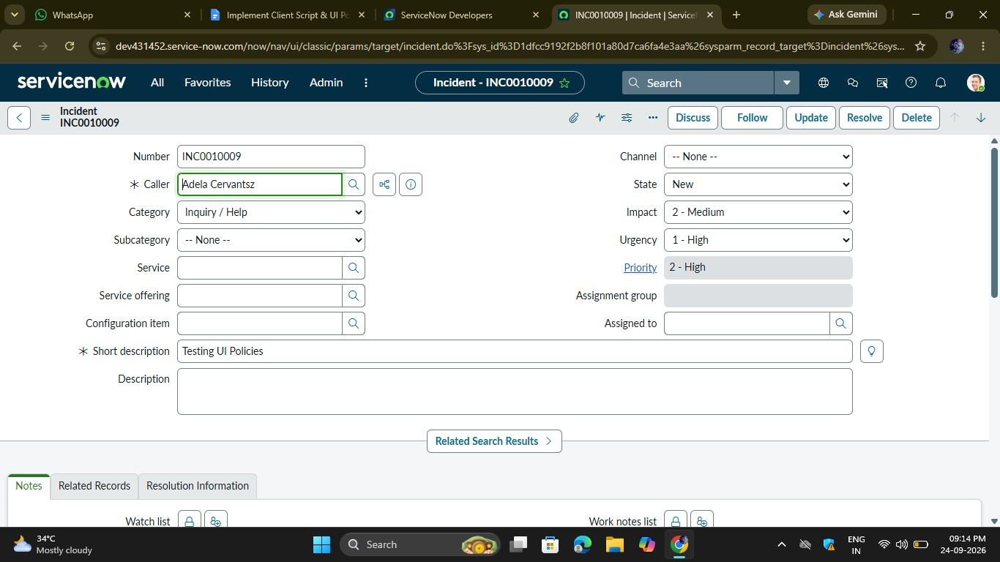 WhatsApp
Implement Client Script & UI Po
ServiceNow Developers
INC0010009 | Incident | Service
Ask Gemini
dev431452.service-now.com/now/nav/ui/classic/params/target/incident.do%3Fsys_id%3D1dfcc9192f2b8f101a80d7ca6fa4e3aa%26sysparm_record_target%3Dincident%26sys...
servicenow
All
Favorites
History
Admin
Incident - INC0010009
Search
Incident
INC0010009
Discuss
Follow
Update
Resolve
Delete
Number INC0010009
Channel -- None --
Caller Adela Cervantsz
State New
Category Inquiry / Help
Impact 2 - Medium
Subcategory -- None --
Urgency 1 - High
Service
Priority 2 - High
Service offering
Assignment group
Configuration item
Assigned to
Short description Testing UI Policies
Description
Related Search Results
Notes
Related Records
Resolution Information
Watch list
Work notes list
34°C
Mostly cloudy
Search
ENG
IN
09:14 PM
24-09-2026